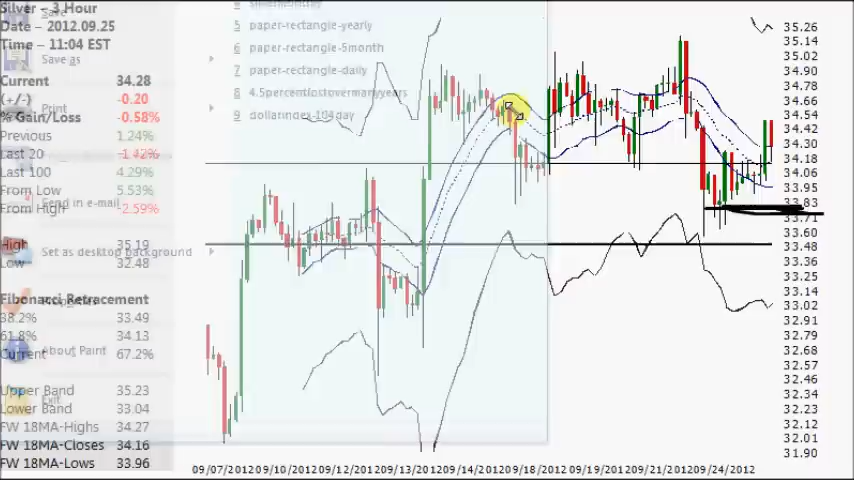 Silver – 3 Hour
Date – 2012.09.25
Time – 11:04 EST
Save
Save as
Print
Current 34.28
(+/-) -0.20
% Gain/Loss -0.58%
Previous 1.24%
Last 20 -1.42%
Last 100 4.29%
From Low 5.53%
From High -2.59%
Send in e-mail
High 35.19
Low 32.48
Set as desktop background
Fibonacci Retracement
38.2% 33.49
61.8% 34.13
Current 67.2%
About Paint
Exit
Upper Band 35.23
Lower Band 33.04
FW 18MA-Highs 34.27
FW 18MA-Closes 34.16
FW 18MA-Lows 33.96
5 paper-rectangle-yearly
6 paper-rectangle-5month
7 paper-rectangle-daily
8 4.5percentlostovermanyyears
9 dollarindex-104day
35.26
35.14
35.02
34.90
34.78
34.66
34.54
34.42
34.30
34.18
34.06
33.95
33.83
33.71
33.60
33.48
33.36
33.25
33.14
33.02
32.91
32.79
32.68
32.57
32.46
32.34
32.23
32.12
32.01
31.90
09/07/2012 09/10/2012 09/12/2012 09/13/2012 09/14/2012 09/18/2012 09/19/2012 09/21/2012 09/24/2012